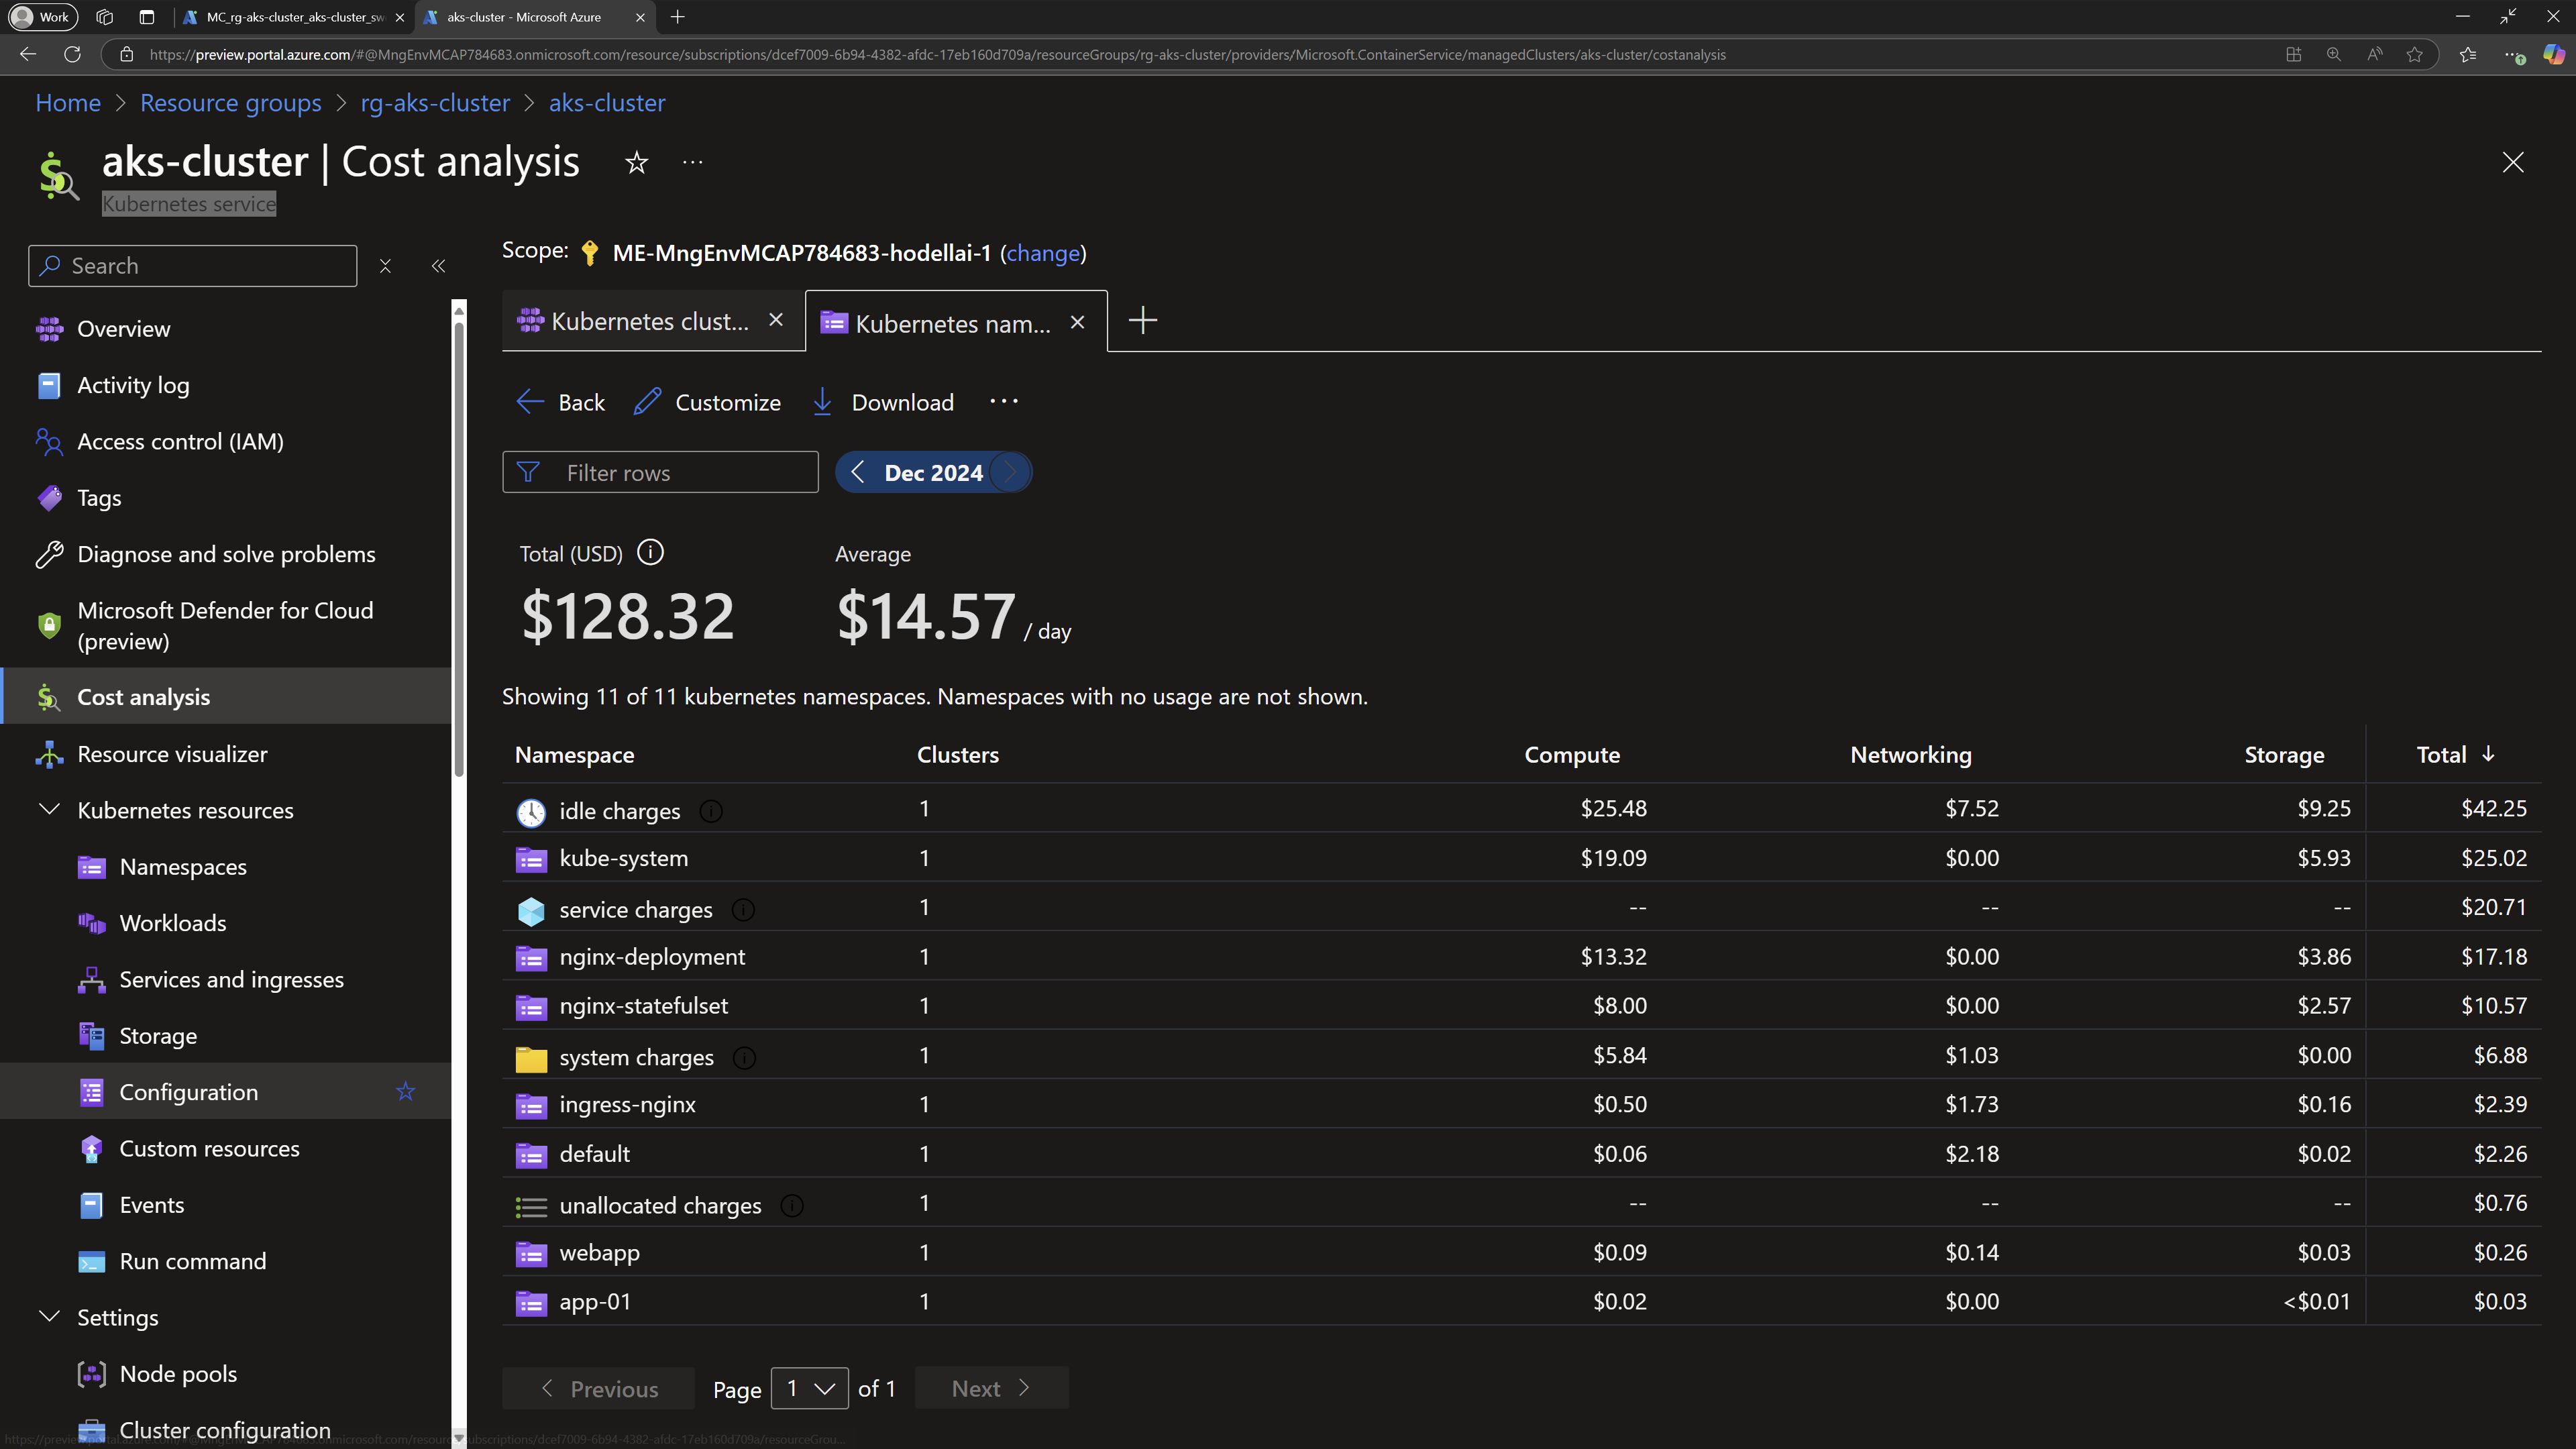 Work
MC_rg-aks-cluster_aks-cluster_sw
aks-cluster - Microsoft Azure
https://preview.portal.azure.com/#@MngEnvMCAP784683.onmicrosoft.com/resource/subscriptions/dcef7009-6b94-4382-afdc-17eb160d709a/resourceGroups/rg-aks-cluster/providers/Microsoft.ContainerService/managedClusters/aks-cluster/costanalysis
Home > Resource groups > rg-aks-cluster > aks-cluster
aks-cluster | Cost analysis
Kubernetes service
Search
Overview
Activity log
Access control (IAM)
Tags
Diagnose and solve problems
Microsoft Defender for Cloud
(preview)
Cost analysis
Resource visualizer
Kubernetes resources
Namespaces
Workloads
Services and ingresses
Storage
Configuration
Custom resources
Events
Run command
Settings
Node pools
Cluster configuration
Scope: ME-MngEnvMCAP784683-hodellai-1 (change)
Kubernetes clust...
Kubernetes nam...
Back Customize Download ...
Filter rows
Dec 2024
Total (USD) Average
$128.32 $14.57 / day
Showing 11 of 11 kubernetes namespaces. Namespaces with no usage are not shown.
Namespace Clusters Compute Networking Storage Total ↓
idle charges 1 $25.48 $7.52 $9.25 $42.25
kube-system 1 $19.09 $0.00 $5.93 $25.02
service charges 1 -- -- -- $20.71
nginx-deployment 1 $13.32 $0.00 $3.86 $17.18
nginx-statefulset 1 $8.00 $0.00 $2.57 $10.57
system charges 1 $5.84 $1.03 $0.00 $6.88
ingress-nginx 1 $0.50 $1.73 $0.16 $2.39
default 1 $0.06 $2.18 $0.02 $2.26
unallocated charges 1 -- -- -- $0.76
webapp 1 $0.09 $0.14 $0.03 $0.26
app-01 1 $0.02 $0.00 <$0.01 $0.03
Previous Page 1 of 1 Next